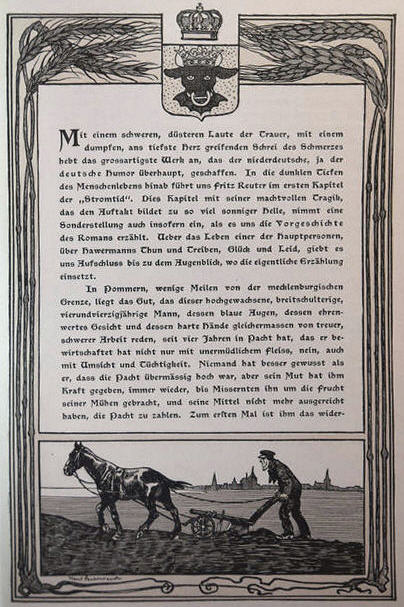 Mit einem schweren, düsteren Laute der Trauer, mit einem
dumpfen, ans tiefste Herz greifenden Schrei des Schmerzes
hebt das grossartigste Werk an, das der niederdeutsche, ja der
deutsche Humor überhaupt, geschaffen. In die dunklen Tiefen
des Menschenlebens hinab führt uns Fritz Reuter im ersten Kapitel
der „Stromtid“. Dies Kapitel mit seiner machtvollen Tragik,
das den Auftakt bildet zu so viel sonniger Helle, nimmt eine
Sonderstellung auch insofern ein, als es uns die Vorgeschichte
des Romans erzählt. Ueber das Leben einer der Hauptpersonen,
über Hawermanns Thun und Treiben, Glück und Leid, giebt es
uns Aufschluss bis zu dem Augenblick, wo die eigentliche Erzählung
einsetzt.
In Pommern, wenige Meilen von der mecklenburgischen
Grenze, liegt das Gut, das dieser hochgewachsene, breitschulterige,
vierundvierzigjährige Mann, dessen blaue Augen, dessen ehren-
wertes Gesicht und dessen harte Hände gleichermassen von treuer,
schwerer Arbeit reden, seit vier Jahren in Pacht hat, das er be-
wirtschaftet hat nicht nur mit unermüdlichem Fleiss, nein, auch
mit Umsicht und Tüchtigkeit. Niemand hat besser gewusst als
er, dass die Pacht übermässig hoch war, aber sein Mut hat ihm
Kraft gegeben, immer wieder, bis Missernten ihn um die Frucht
seiner Mühen gebracht, und seine Mittel nicht mehr ausgereicht
haben, die Pacht zu zahlen. Zum ersten Mal ist ihm das wider-